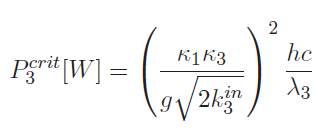 P_3^{crit}[W] = \left( \frac{\kappa_1 \kappa_3}{g\sqrt{2k_3^{in}}} \right)^2 \frac{hc}{\lambda_3}